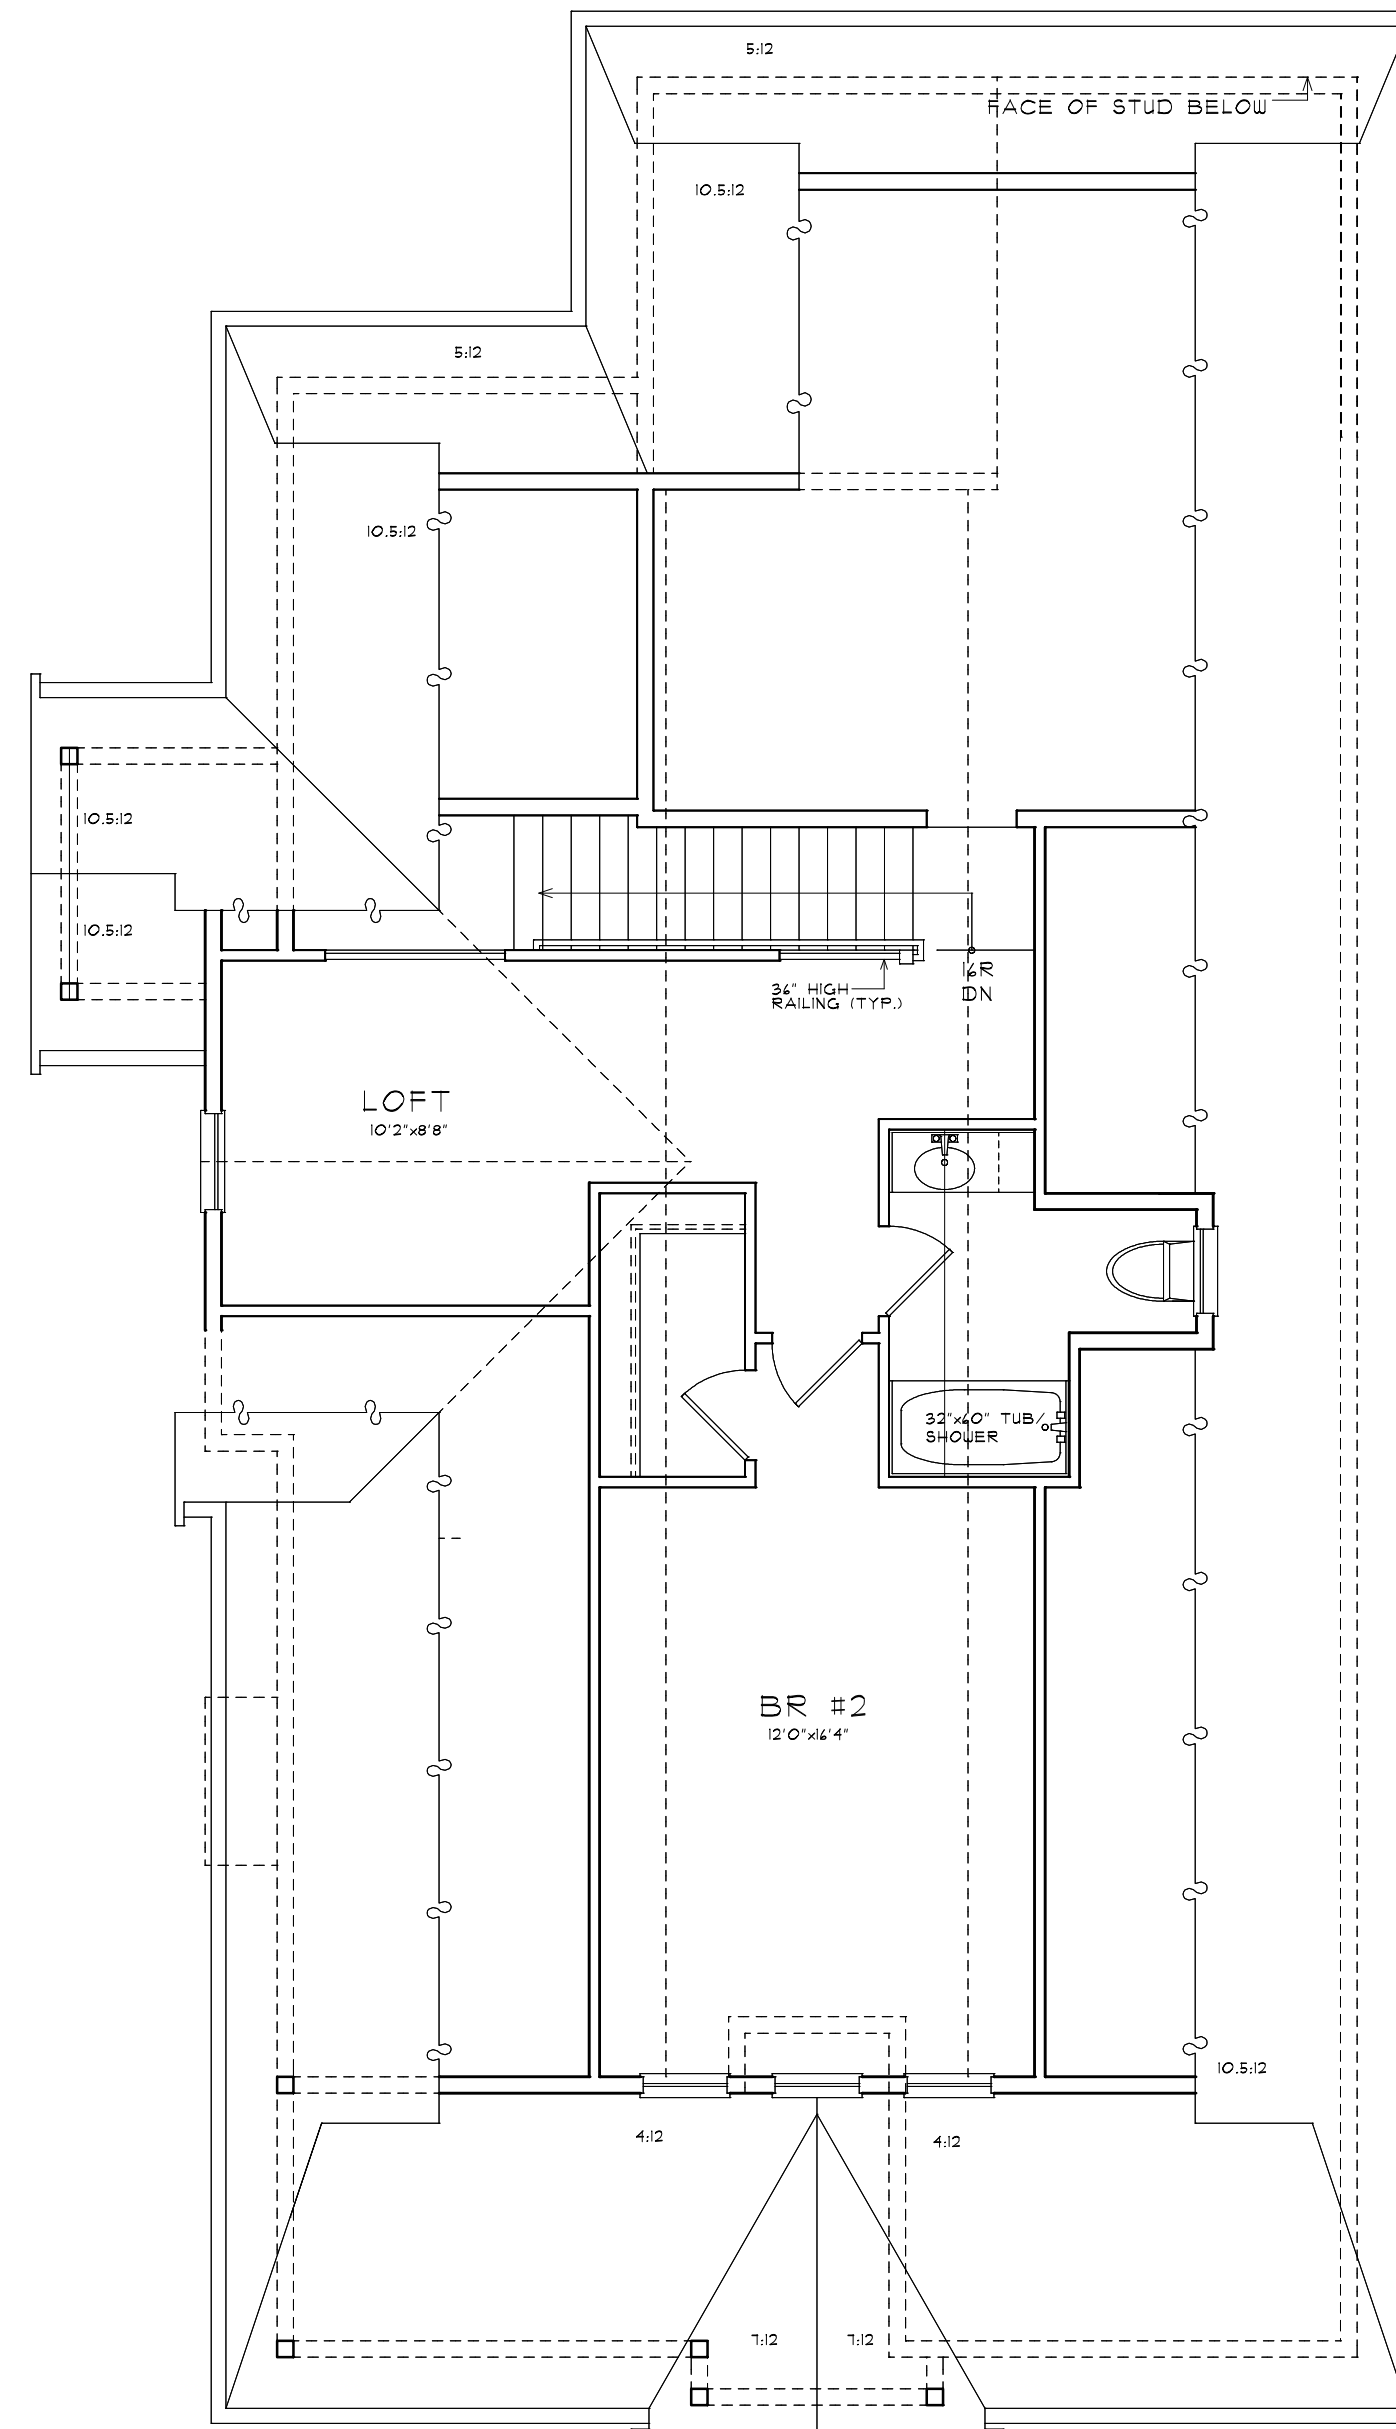 5:12
FACE OF STUD BELOW
10.5:12
5:12
10.5:12
10.5:12
10.5:12
16R
DN
36" HIGH
RAILING (TYP.)
LOFT
10'2"x8'8"
32"x60" TUB/
SHOWER
BR #2
12'0"x16'4"
10.5:12
4:12
4:12
7:12
7:12